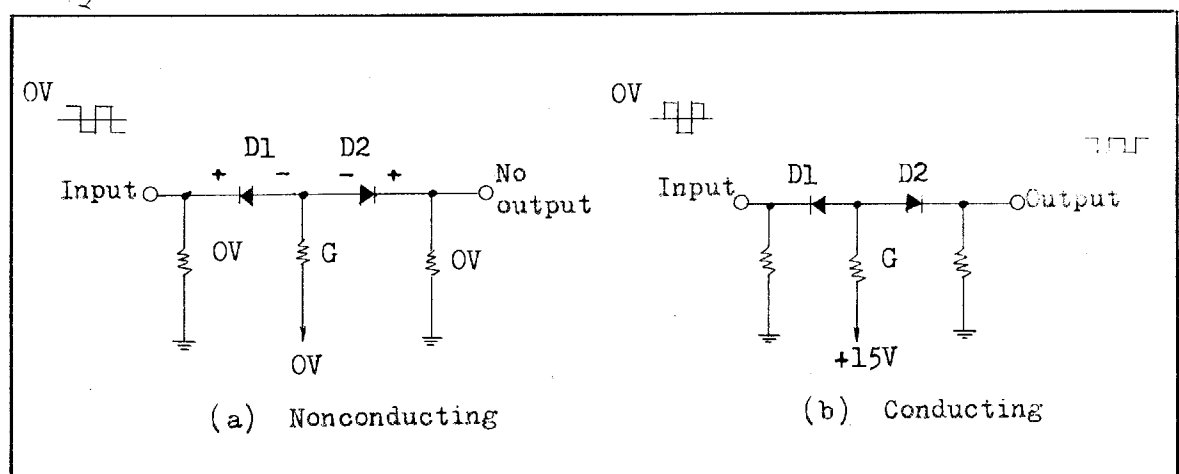 OV
D1 D2
+ - - +
Input
No
output
OV
G
OV
OV
(a) Nonconducting
OV
D1
D2
Input
Output
G
+15V
(b) Conducting